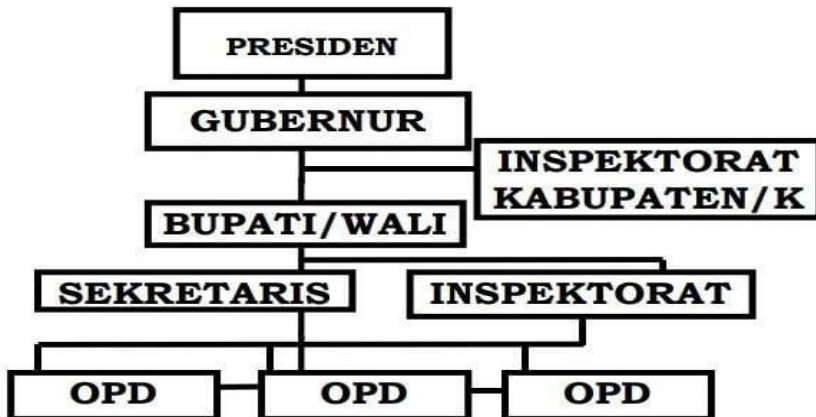 PRESIDEN
GUBERNUR
INSPEKTORAT
KABUPATEN/K
BUPATI/WALI
SEKRETARIS
INSPEKTORAT
OPD
OPD
OPD